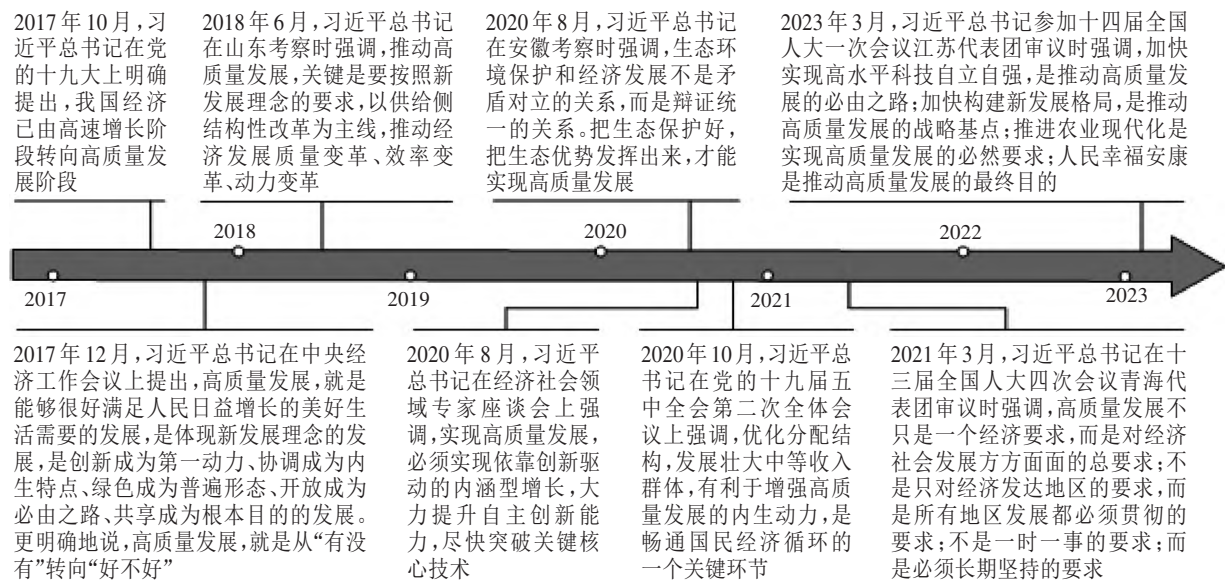 2017年10月,习
近平总书记在党
的十九大上明确
提出,我国经济
已由高速增长阶
段转向高质量发
展阶段
2018年6月,习近平总书记
在山东考察时强调,推动高
质量发展,关键是要按照新
发展理念的要求,以供给侧
结构性改革为主线,推动经
济发展质量变革、效率变
革、动力变革
2020年8月,习近平总书记
在安徽考察时强调,生态环
境保护和经济发展不是矛
盾对立的关系,而是辩证统
一的关系。把生态保护好,
把生态优势发挥出来,才能
实现高质量发展
2023年3月,习近平总书记参加十四届全国
人大一次会议江苏代表团审议时强调,加快
实现高水平科技自立自强,是推动高质量发
展的必由之路;加快构建新发展格局,是推动
高质量发展的战略基点;推进农业现代化是
实现高质量发展的必然要求;人民幸福安康
是推动高质量发展的最终目的
2018
2020
2022
2017
2019
2021
2023
2017年12月,习近平总书记在中央经
济工作会议上提出,高质量发展,就是
能够很好满足人民日益增长的美好生
活需要的发展,是体现新发展理念的发
展,是创新成为第一动力、协调成为内
生特点、绿色成为普遍形态、开放成为
必由之路、共享成为根本目的的发展。
更明确地说,高质量发展,就是从“有没
有”转向“好不好”
2020年8月,习近平
总书记在经济社会领
域专家座谈会上强
调,实现高质量发展,
必须实现依靠创新驱
动的内涵型增长,大
力提升自主创新能
力,尽快突破关键核
心技术
2020年10月,习近平总
书记在党的十九届五
中全会第二次全体会
议上强调,优化分配结
构,发展壮大中等收入
群体,有利于增强高质
量发展的内生动力,是
畅通国民经济循环的
一个关键环节
2021年3月,习近平总书记在十
三届全国人大四次会议青海代
表团审议时强调,高质量发展不
只是一个经济要求,而是对经济
社会发展方方面面的总要求;不
是只对经济发达地区的要求,而
是所有地区发展都必须贯彻的
要求;不是一时一事的要求,而
是必须长期坚持的要求